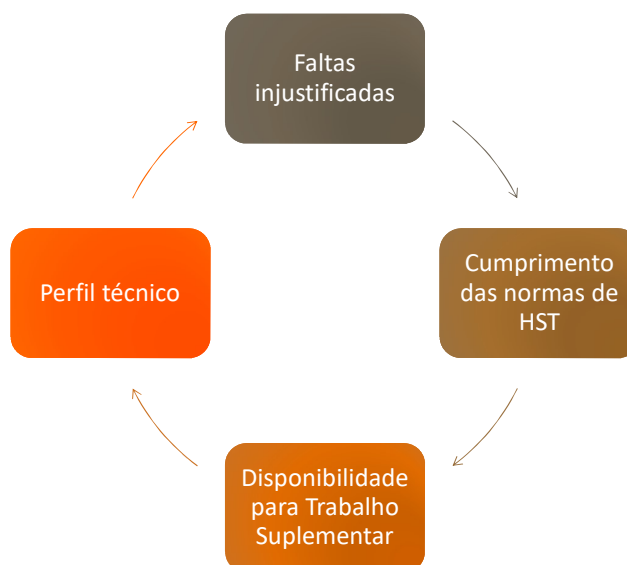 Faltas
injustificadas
Cumprimento
das normas de
HST
Disponibilidade
para Trabalho
Suplementar
Perfil técnico